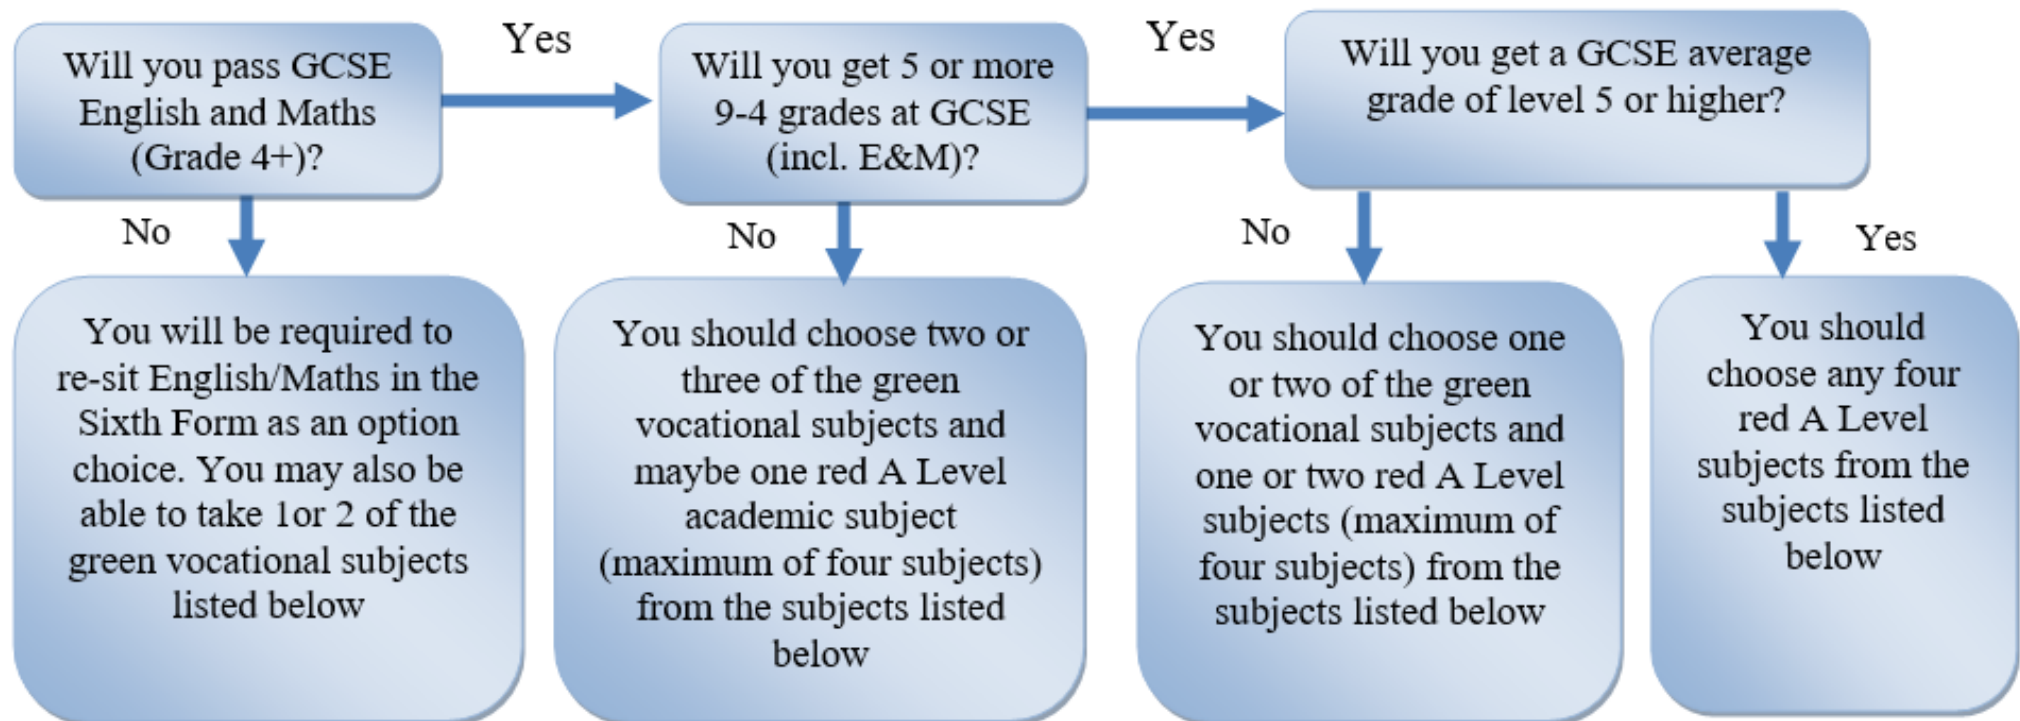 Will you pass GCSE
English and Maths
(Grade 4+)?
Yes
Will you get 5 or more
9-4 grades at GCSE
(incl. E&M)?
Yes
Will you get a GCSE average
grade of level 5 or higher?
No
No
No
Yes
You will be required to
re-sit English/Maths in the
Sixth Form as an option
choice. You may also be
able to take 1or 2 of the
green vocational subjects
listed below
You should choose two or
three of the green
vocational subjects and
maybe one red A Level
academic subject
(maximum of four subjects)
from the subjects listed
below
You should choose one
or two of the green
vocational subjects and
one or two red A Level
subjects (maximum of
four subjects) from the
subjects listed below
You should
choose any four
red A Level
subjects from the
subjects listed
below